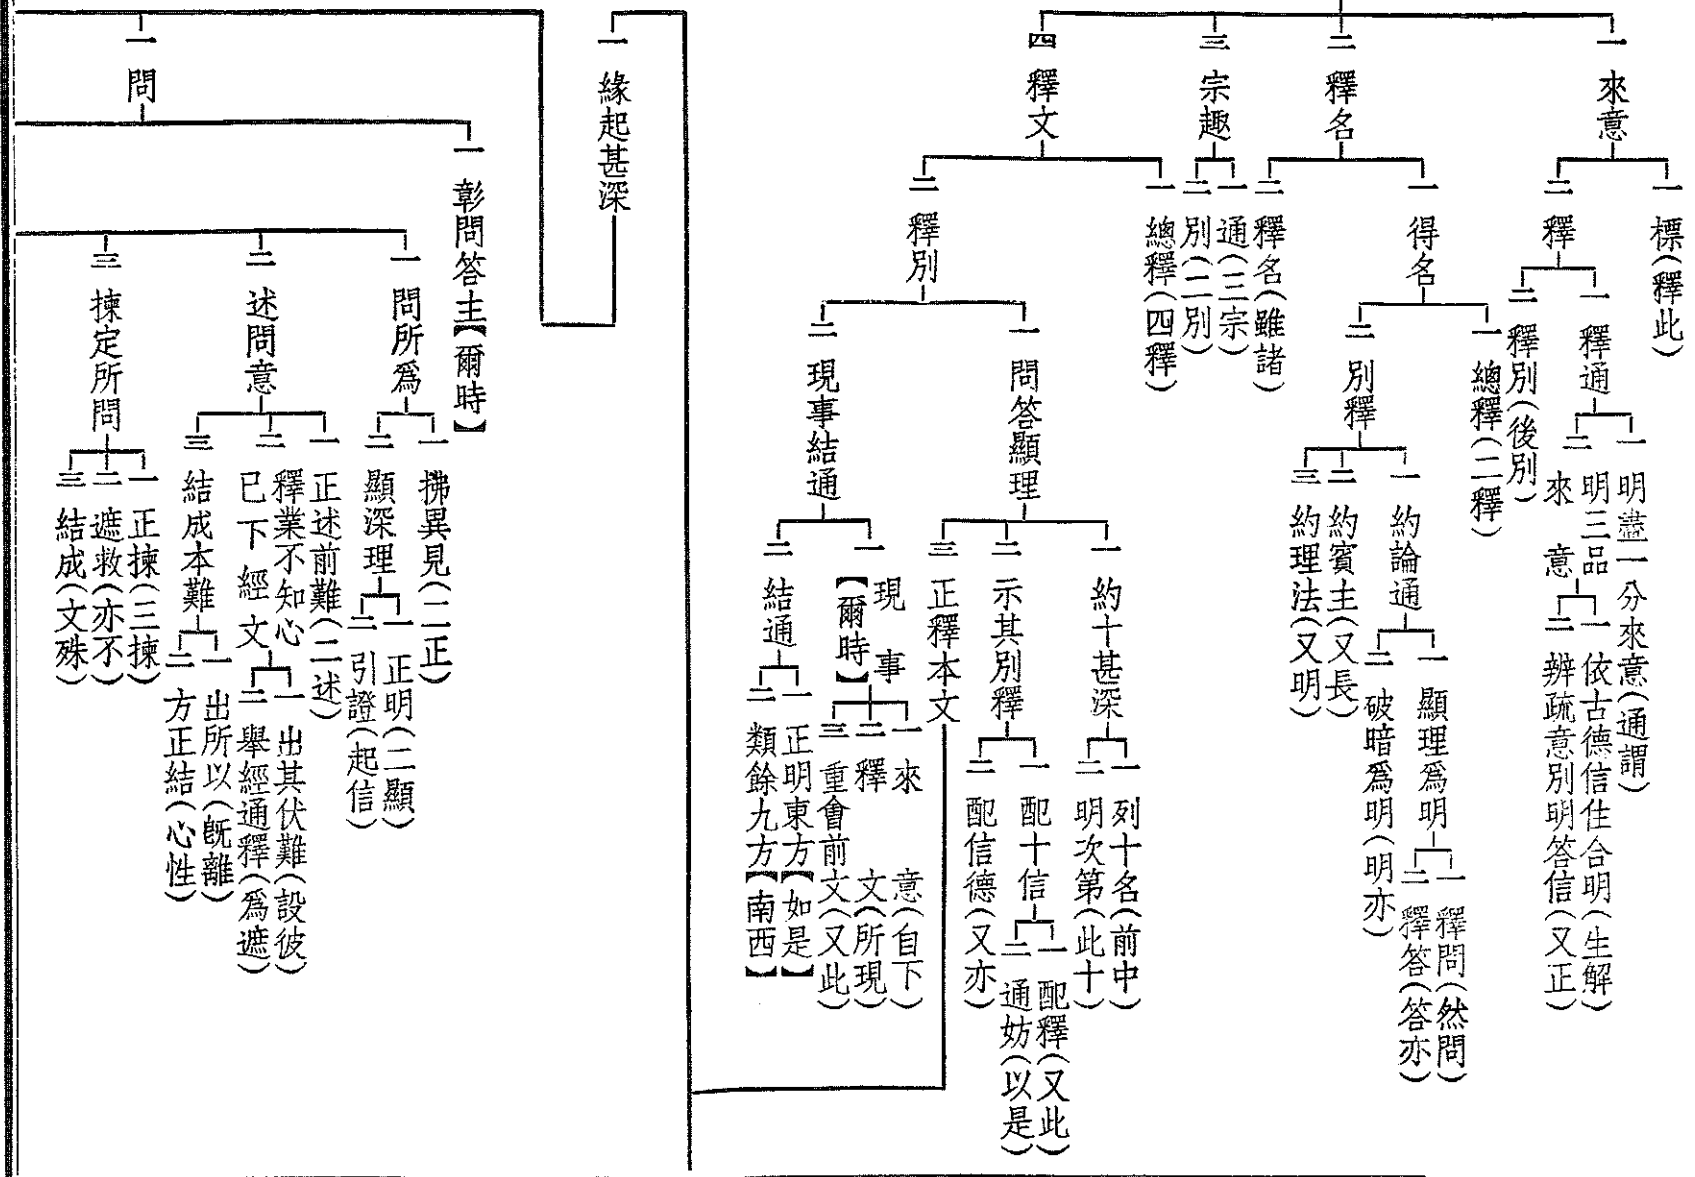 一 來意
一 標(釋此)
二 釋
一 釋通
一 明盡一分來意(通謂)
二 明三品來意
一 依古德信住合明(生解)
二 辨疏意別明答信(又正)
二 釋別(後別)
二 釋名
一 得名
一 總釋(二釋)
二 別釋
一 約論通
一 顯理爲明
一 釋問(然問)
二 釋答(答亦)
二 破暗爲明(明亦)
二 約賓主(又長)
三 約理法(又明)
二 釋名(雖諸)
三 宗趣
一 通(三宗)
二 別(二別)
四 釋文
一 總釋(四釋)
二 釋別
一 問答顯理
一 約十甚深
一 列十名(前中)
二 明次第(此十)
二 示其別釋
一 配十信
一 配釋(又此)
二 通妨(以是)
二 配信德(又亦)
三 正釋本文
二 現事結通
一 現事【爾時】
一 來意(自下)
二 釋文(所現)
三 重會前文(又此)
二 結通
一 正明東方【如是】
二 類餘九方【南西】
一 緣起甚深
一 問
一 彰問答主【爾時】
一 問所爲
一 拂異見(二正)
二 顯深理
一 正明(二顯)
二 引證(起信)
二 述問意
一 正述前難(二述)
二 釋業不知心已下經文
一 出其伏難(設彼)
二 舉經通釋(爲遮)
三 結成本難
一 出所以(旣離)
二 方正結(心性)
三 揀定所問
一 正揀(三揀)
二 遮救(亦不)
三 結成(文殊)